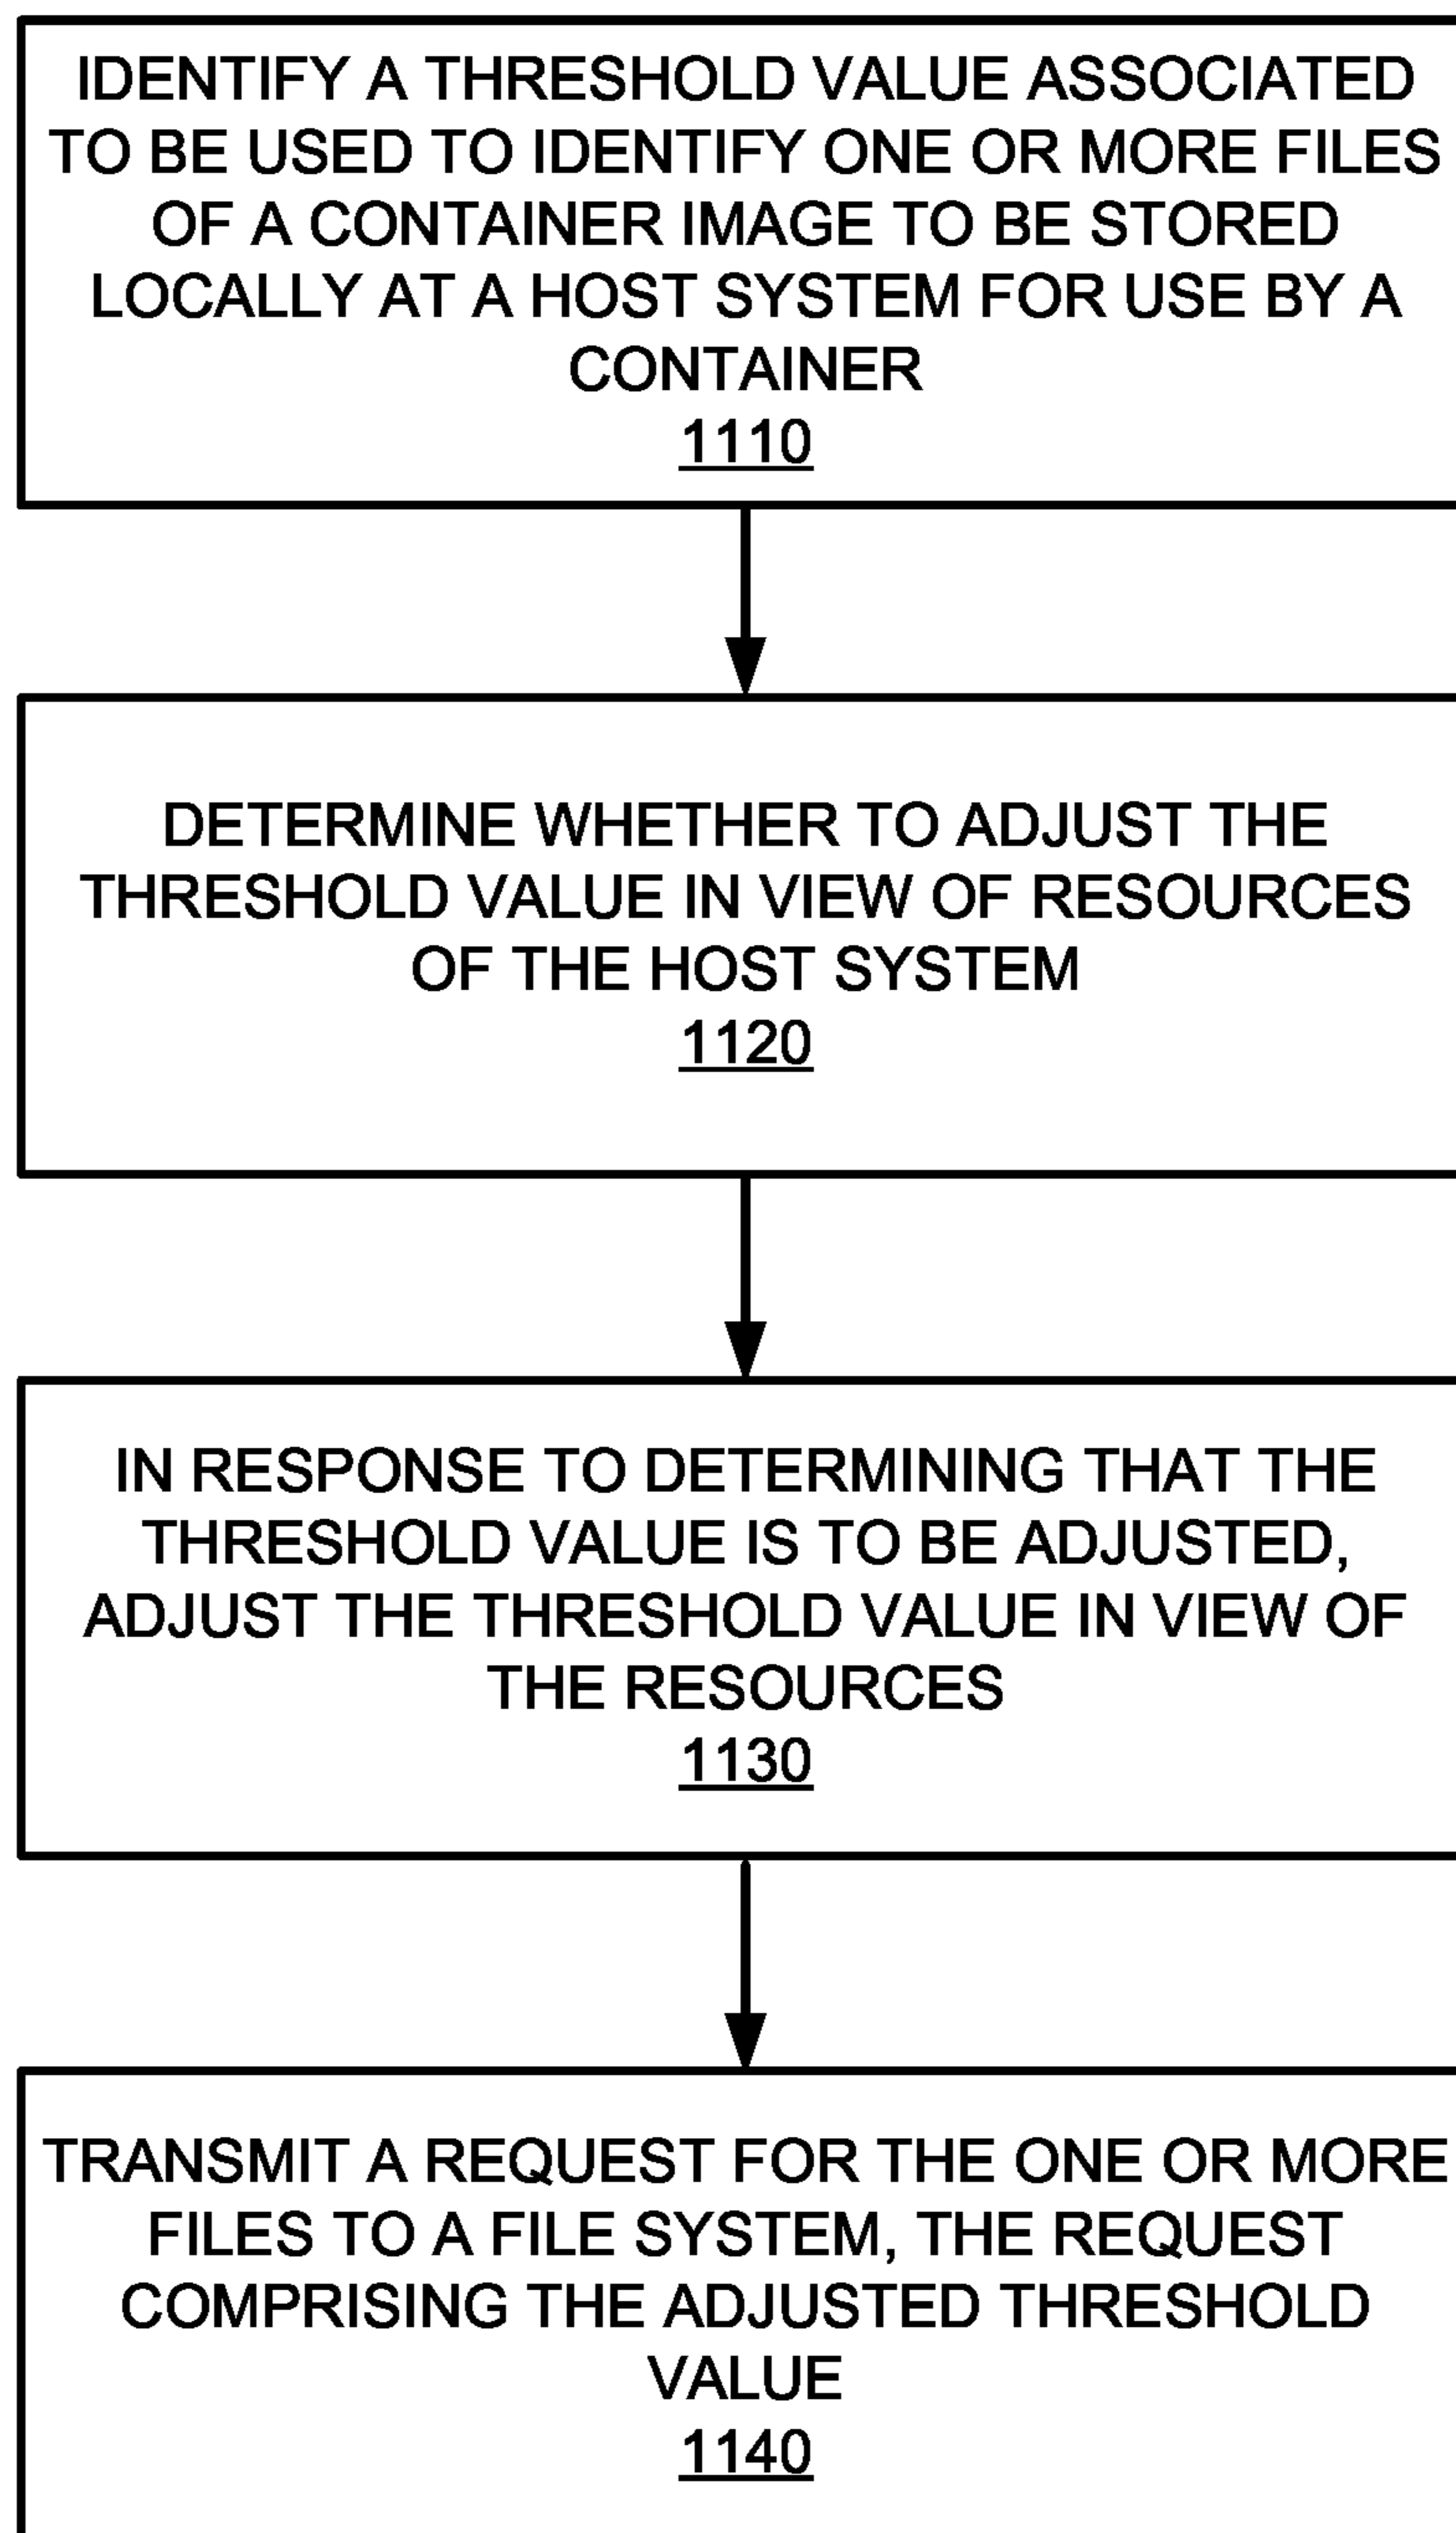 IDENTIFY A THRESHOLD VALUE ASSOCIATED
TO BE USED TO IDENTIFY ONE OR MORE FILES
OF A CONTAINER IMAGE TO BE STORED
LOCALLY AT A HOST SYSTEM FOR USE BY A
CONTAINER
1110
DETERMINE WHETHER TO ADJUST THE
THRESHOLD VALUE IN VIEW OF RESOURCES
OF THE HOST SYSTEM
1120
IN RESPONSE TO DETERMINING THAT THE
THRESHOLD VALUE IS TO BE ADJUSTED,
ADJUST THE THRESHOLD VALUE IN VIEW OF
THE RESOURCES
1130
TRANSMIT A REQUEST FOR THE ONE OR MORE
FILES TO A FILE SYSTEM, THE REQUEST
COMPRISING THE ADJUSTED THRESHOLD
VALUE
1140